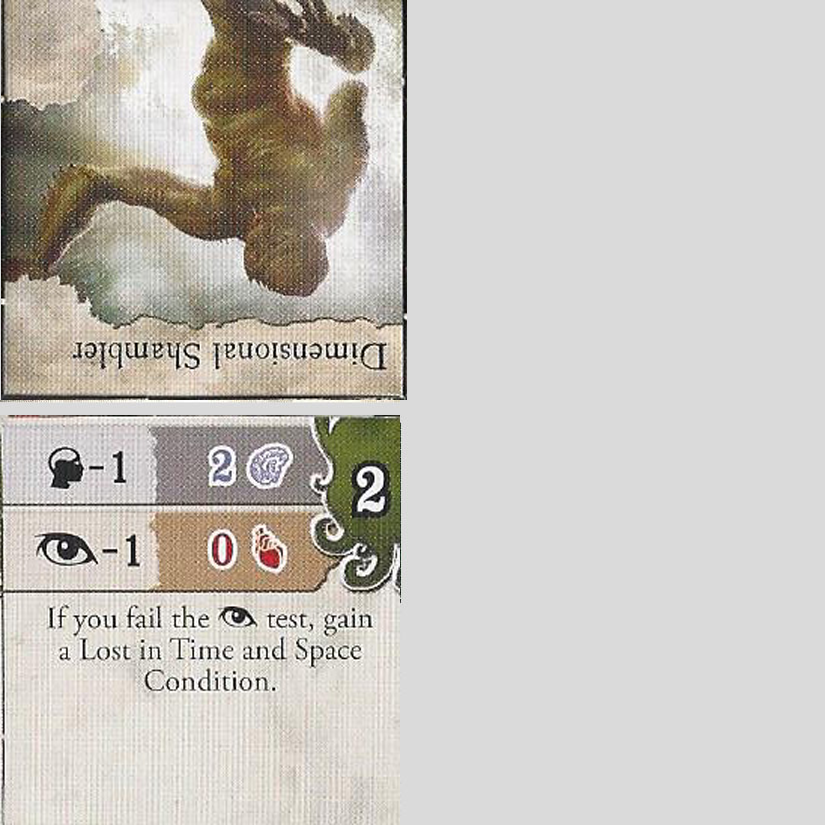 Dimensional Shambler
-1 2 2
-1 0
If you fail the test, gain
a Lost in Time and Space
Condition.